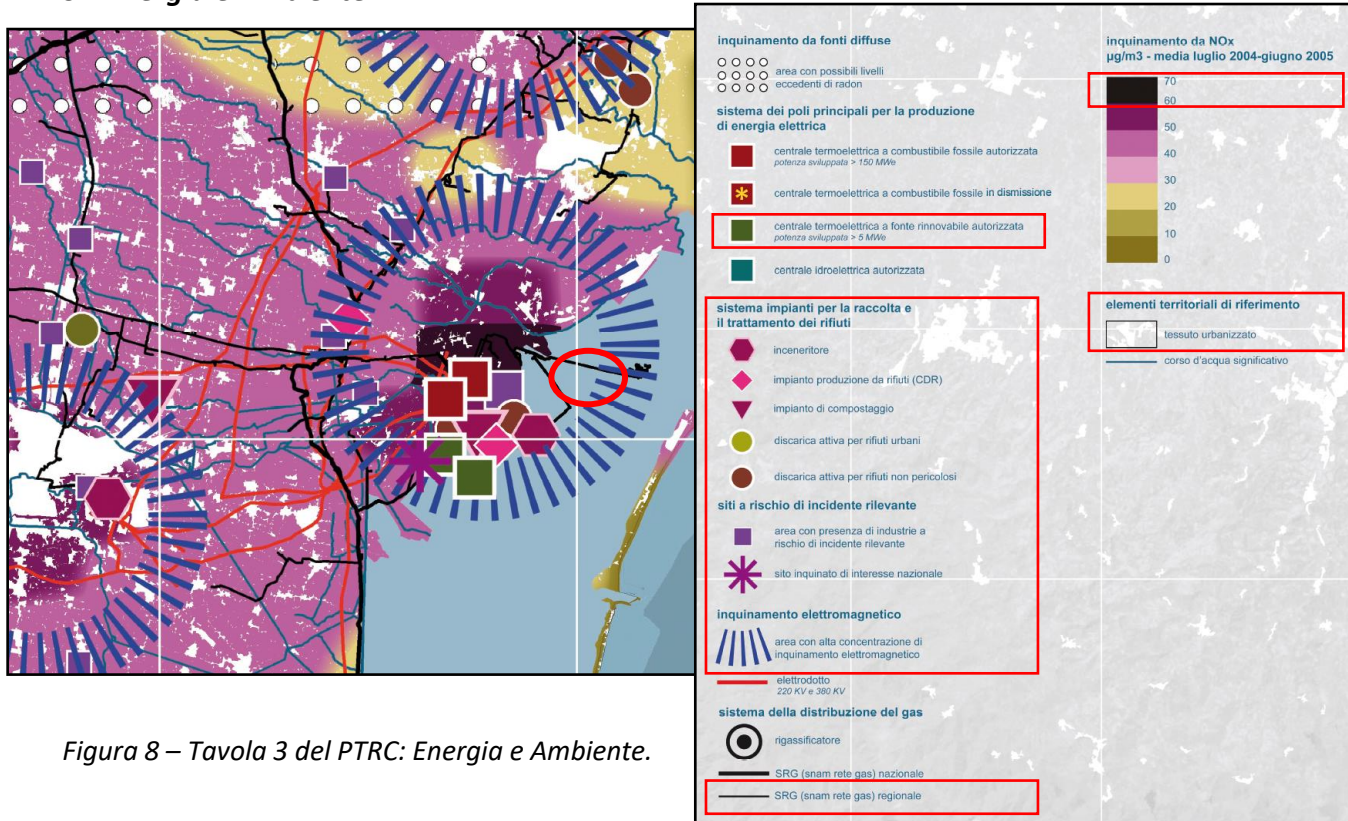 inquinamento da fonti diffuse
area con possibili livelli
eccedenti di radon
sistema dei poli principali per la produzione
di energia elettrica
centrale termoelettrica a combustibile fossile autorizzata
potenza sviluppata > 150 MWe
centrale termoelettrica a combustibile fossile in dismissione
centrale termoelettrica a fonte rinnovabile autorizzata
potenza sviluppata > 5 MWe
centrale idroelettrica autorizzata
sistema impianti per la raccolta e
il trattamento dei rifiuti
inceneritore
impianto produzione da rifiuti (CDR)
impianto di compostaggio
discarica attiva per rifiuti urbani
discarica attiva per rifiuti non pericolosi
siti a rischio di incidente rilevante
area con presenza di industrie a
rischio di incidente rilevante
sito inquinato di interesse nazionale
inquinamento elettromagnetico
area con alta concentrazione di
inquinamento elettromagnetico
elettrodotto
220 KV e 380 KV
sistema della distribuzione del gas
rigassificatore
SRG (snam rete gas) nazionale
SRG (snam rete gas) regionale
inquinamento da NOx
µg/m3 - media luglio 2004-giugno 2005
70
60
50
40
30
20
10
0
elementi territoriali di riferimento
tessuto urbanizzato
corso d'acqua significativo
Figura 8 – Tavola 3 del PTRC: Energia e Ambiente.